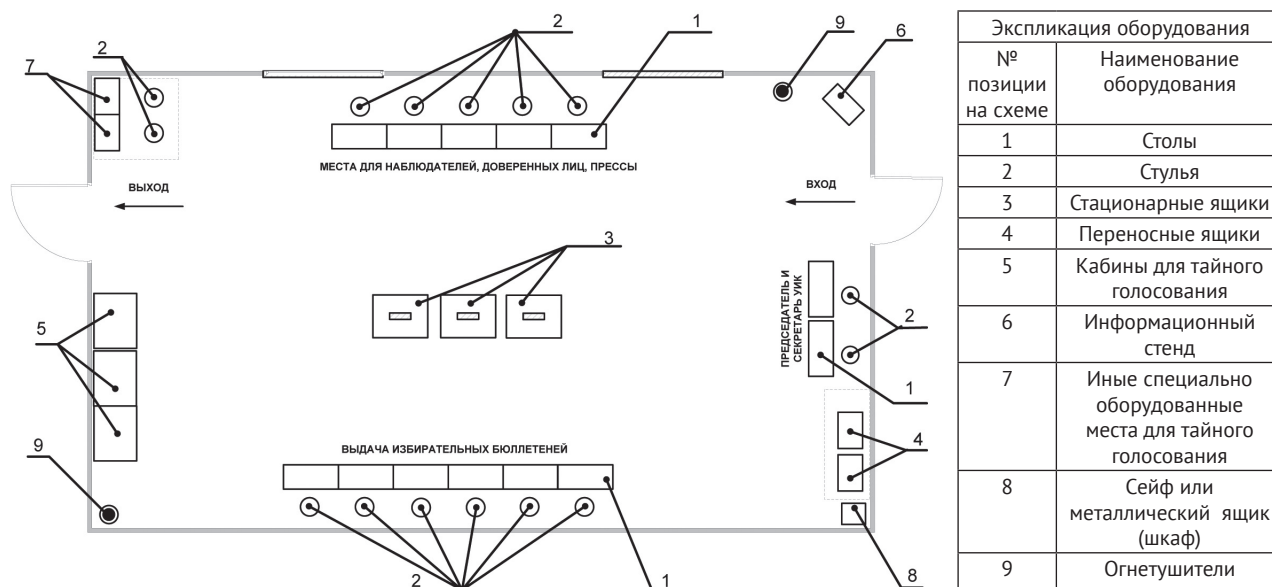 2
2
1
9
6
7
МЕСТА ДЛЯ НАБЛЮДАТЕЛЕЙ, ДОВЕРЕННЫХ ЛИЦ, ПРЕССЫ
ВЫХОД
ВХОД
3
ПРЕДСЕДАТЕЛЬ И
СЕКРЕТАРЬ УИК
2
5
1
4
ВЫДАЧА ИЗБИРАТЕЛЬНЫХ БЮЛЛЕТЕНЕЙ
9
2
1
8
Экспликация оборудования
№
позиции
на схеме
Наименование
оборудования
1 Столы
2 Стулья
3 Стационарные ящики
4 Переносные ящики
5 Кабины для тайного
голосования
6 Информационный
стенд
7 Иные специально
оборудованные
места для тайного
голосования
8 Сейф или
металлический ящик
(шкаф)
9 Огнетушители